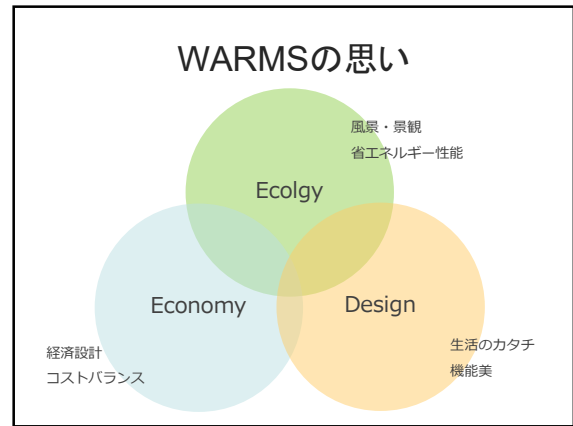 WARMSの思い
風景・景観
省エネルギー性能
Ecolgy
Economy
Design
経済設計
コストバランス
生活のカタチ
機能美